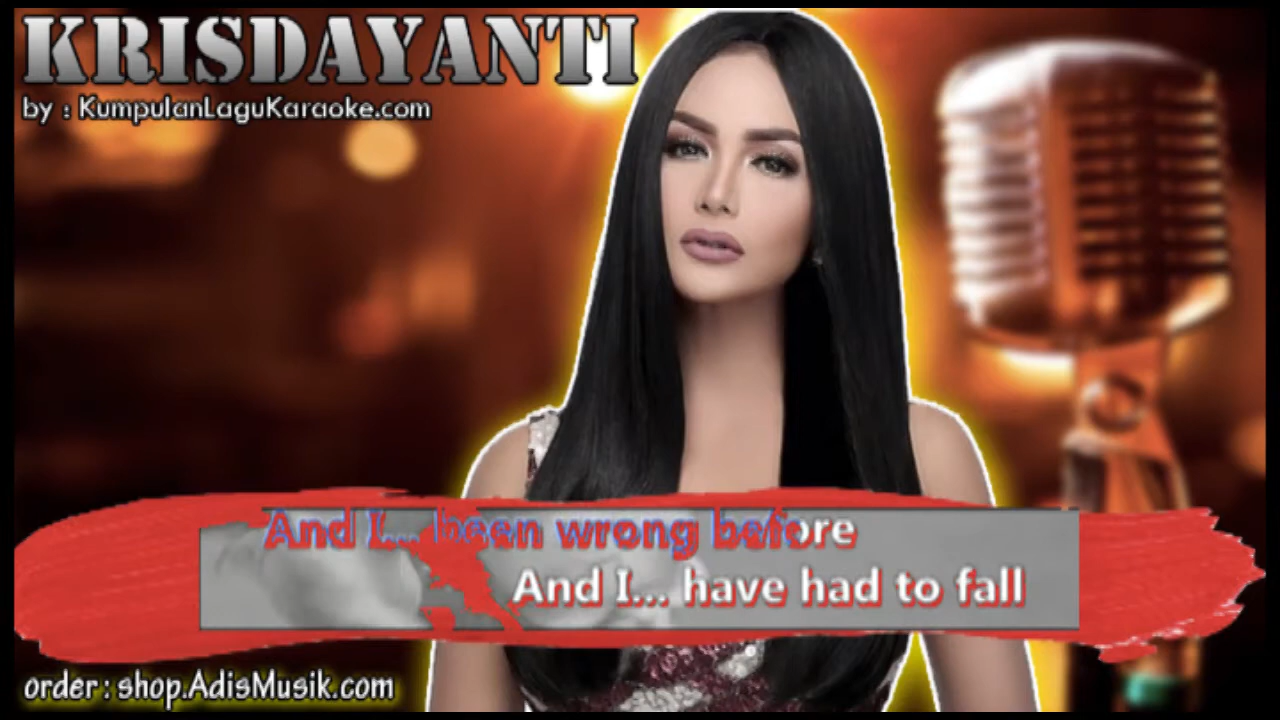 KRISDAYANTI
by : KumpulanLaguKaraoke.com
And I... been wrong before
And I... have had to fall
order : shop.AdisMusik.com